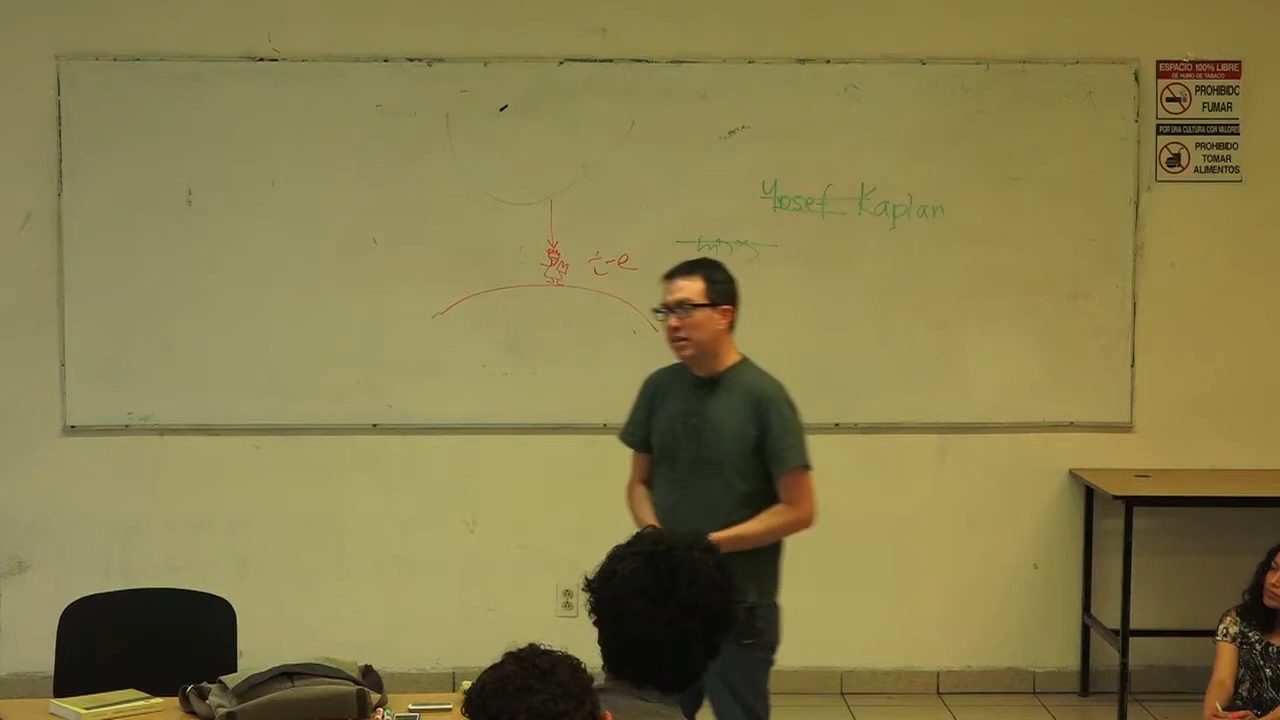 Yosef Kaplan
i-e
ESPACIO 100% LIBRE
DE HUMO DE TABACO
PROHIBIDO
FUMAR
POR UNA CULTURA CON VALORES
PROHIBIDO
TOMAR
ALIMENTOS